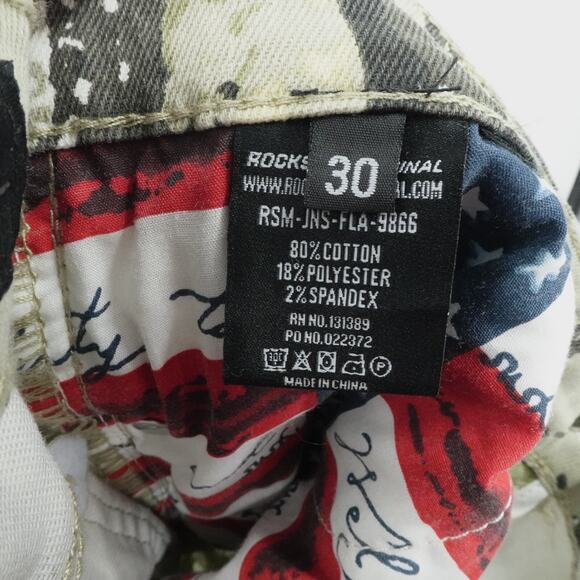 ROCKS
NAL
30
WWW.ROC
AL.COM
RSM-JNS-FLA-9866
80%COTTON
18%POLYESTER
2%SPANDEX
RN NO.131389
PO NO.022372
P
MADE IN CHINA